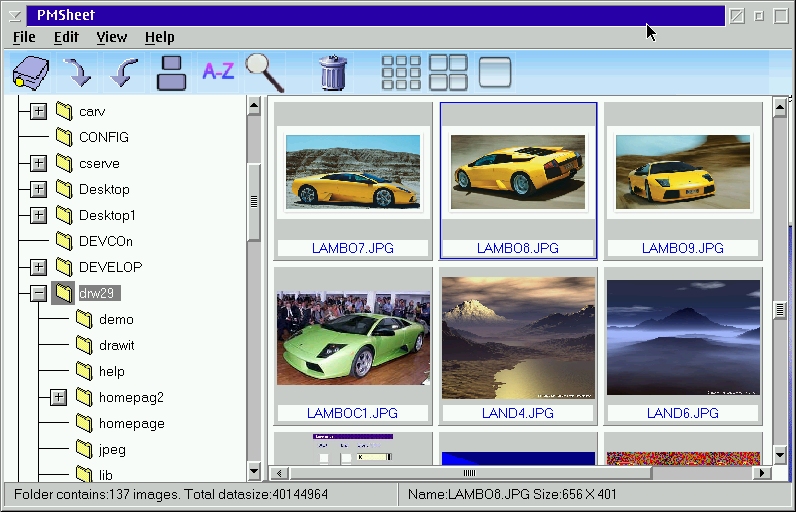 PMSheet
File Edit View Help
A-Z
carv
CONFIG
cserve
Desktop
Desktop1
DEVCOn
DEVELOP
drw29
demo
drawit
help
homepag2
homepage
jpeg
lib
LAMBO7.JPG LAMBO8.JPG LAMBO9.JPG
LAMBOC1.JPG LAND4.JPG LAND6.JPG
Folder contains:137 images. Total datasize:40144964 Name:LAMBO8.JPG Size:656 X 401